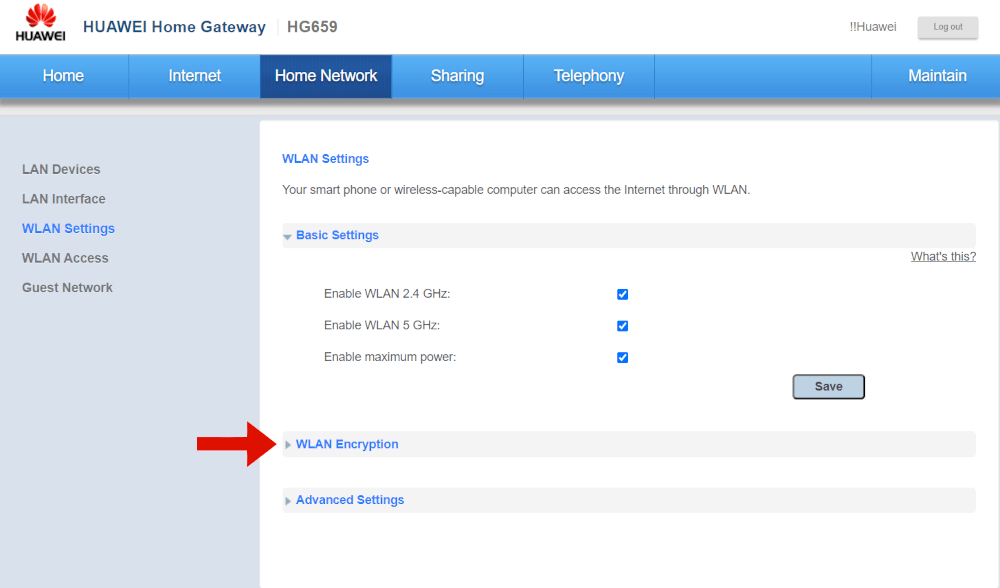 HUAWEI
HUAWEI Home Gateway HG659
!!Huawei
Log out
Home Internet Home Network Sharing Telephony Maintain
LAN Devices
LAN Interface
WLAN Settings
WLAN Access
Guest Network
WLAN Settings
Your smart phone or wireless-capable computer can access the Internet through WLAN.
Basic Settings
What's this?
Enable WLAN 2.4 GHz:
Enable WLAN 5 GHz:
Enable maximum power:
Save
WLAN Encryption
Advanced Settings